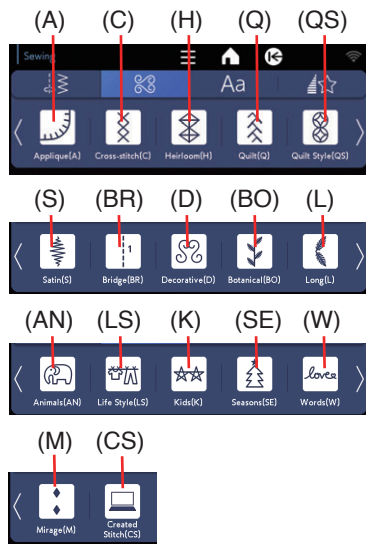 (A) (C) (H) (Q) (QS)
Sewing
Aa
Applique(A) Cross-stitch(C) Heirloom(H) Quilt(Q) Quilt Style(QS)
(S) (BR) (D) (BO) (L)
1
Satin(S) Bridge(BR) Decorative(D) Botanical(BO) Long(L)
(AN) (LS) (K) (SE) (W)
love
Animals(AN) Life Style(LS) Kids(K) Seasons(SE) Words(W)
(M) (CS)
Mirage(M) Created
Stitch(CS)